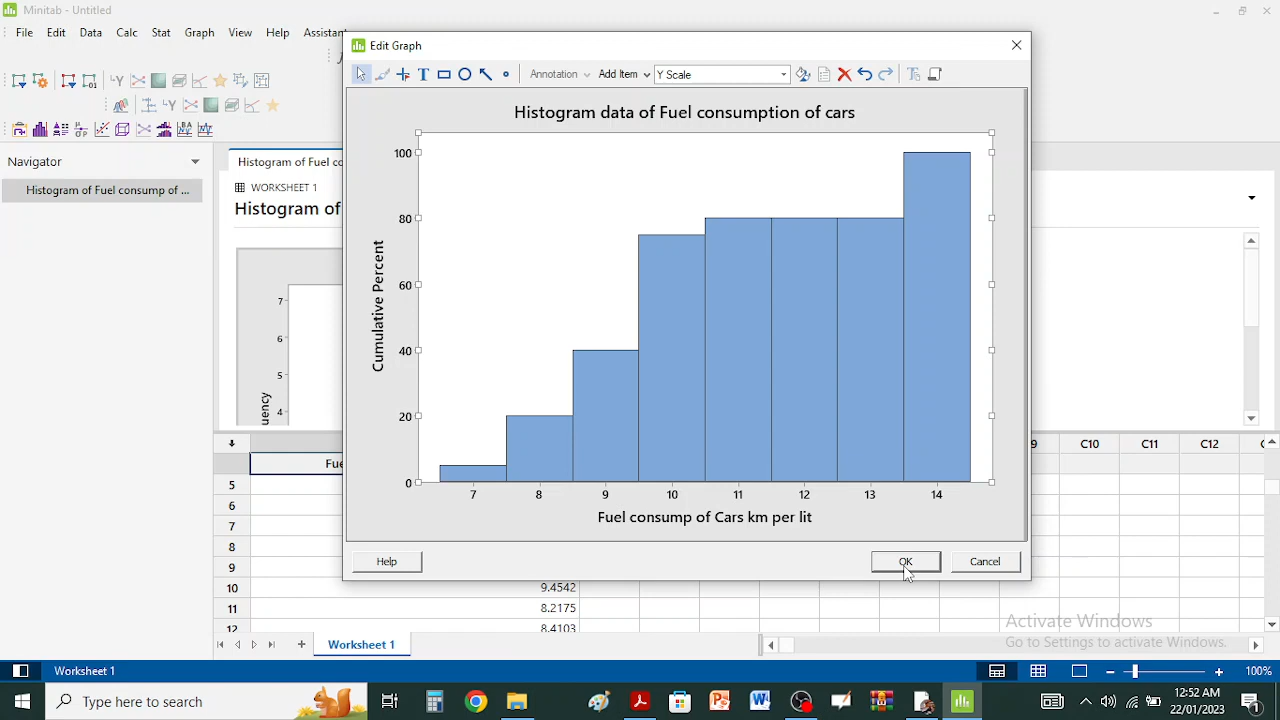 Minitab - Untitled
File Edit Data Calc Stat Graph View Help Assistant
Edit Graph
Annotation Add Item Y Scale
Navigator
Histogram of Fuel consump of ...
Histogram of Fuel co
WORKSHEET 1
Histogram of
7
6
5
4
uency
Histogram data of Fuel consumption of cars
Cumulative Percent
100
80
60
40
20
0
7 8 9 10 11 12 13 14
Fuel consump of Cars km per lit
Help OK Cancel
9 C10 C11 C12
Fue
5
6
7
8
9
10 9.4542
11 8.2175
12 8.4103
Activate Windows
Go to Settings to activate Windows.
Worksheet 1
Worksheet 1
100%
Type here to search
12:52 AM
22/01/2023
1